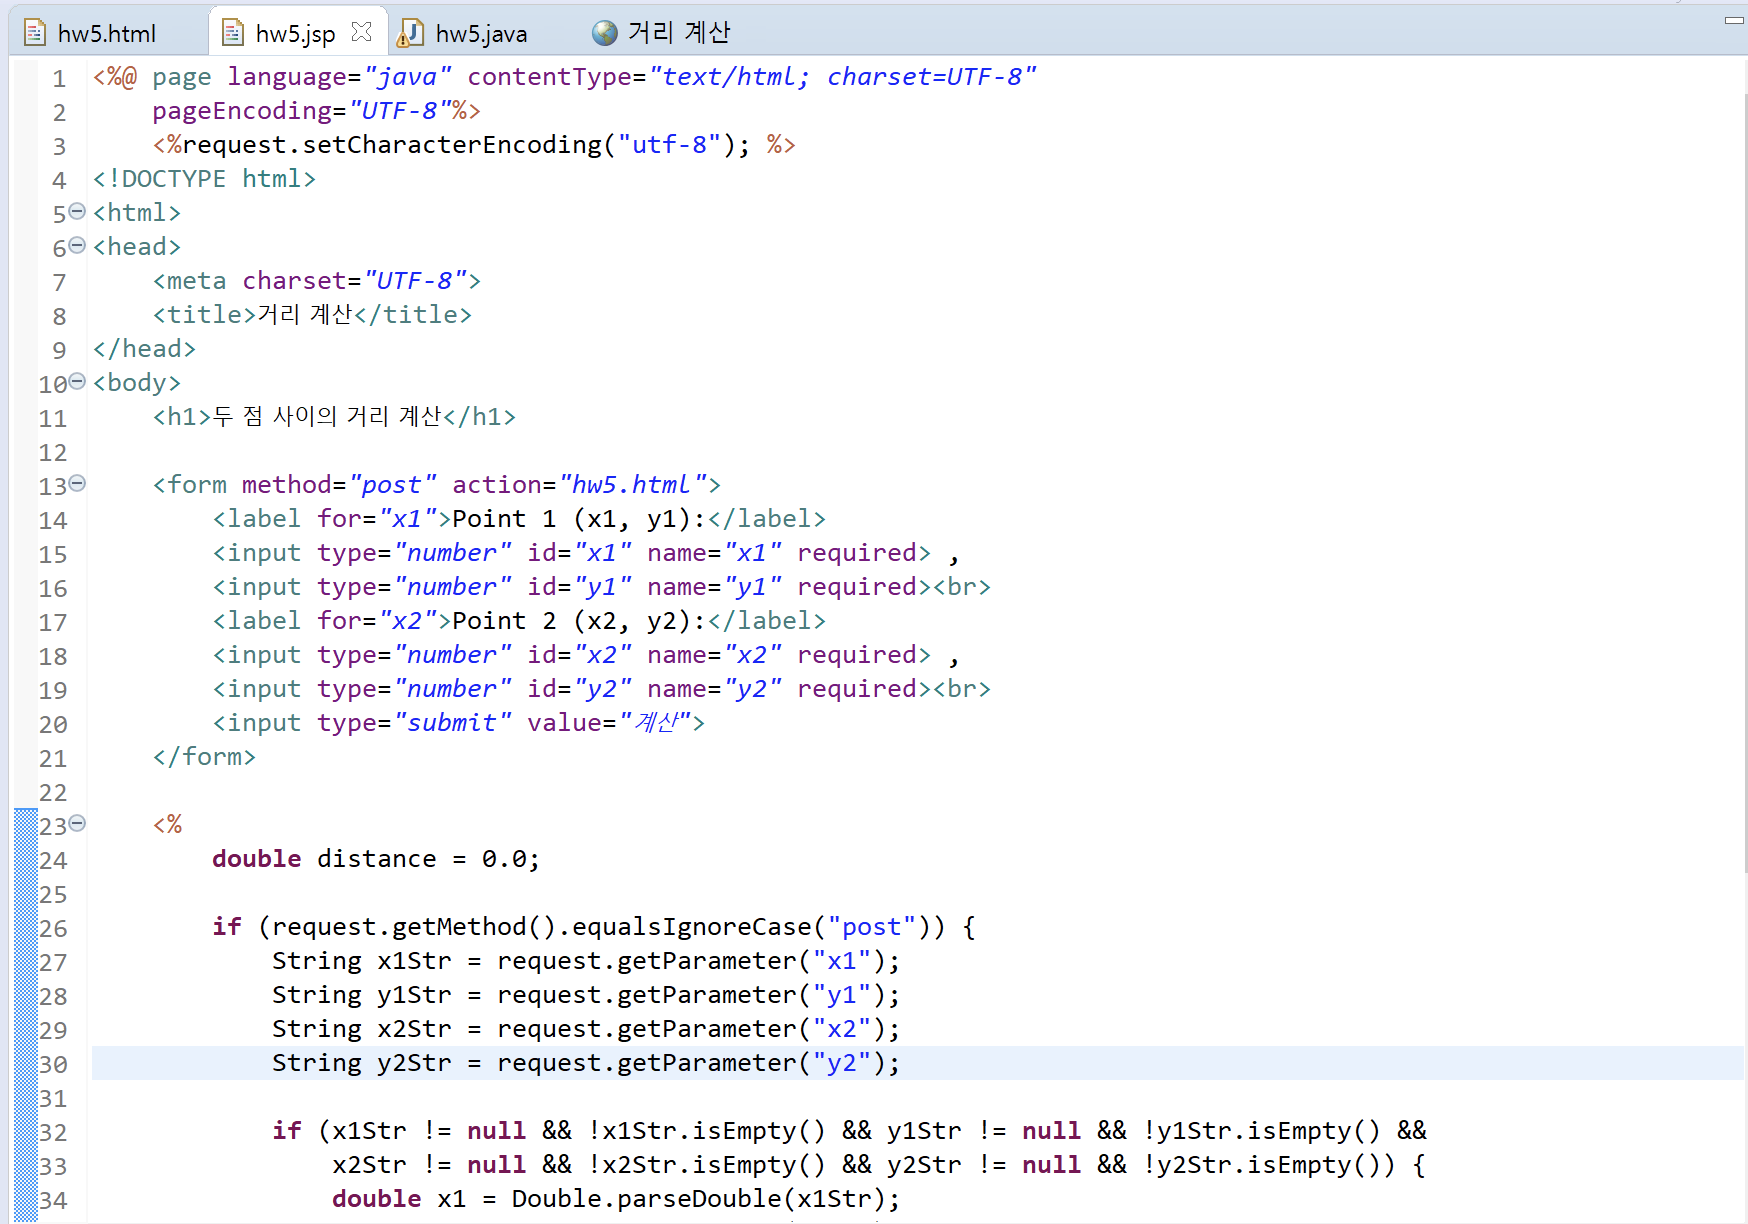 hw5.html hw5.jsp hw5.java 거리 계산
1 <%@ page language="java" contentType="text/html; charset=UTF-8"
2 pageEncoding="UTF-8"%>
3 <%request.setCharacterEncoding("utf-8"); %>
4 <!DOCTYPE html>
5 <html>
6 <head>
7 <meta charset="UTF-8">
8 <title>거리 계산</title>
9 </head>
10 <body>
11 <h1>두 점 사이의 거리 계산</h1>
12
13 <form method="post" action="hw5.html">
14 <label for="x1">Point 1 (x1, y1):</label>
15 <input type="number" id="x1" name="x1" required> ,
16 <input type="number" id="y1" name="y1" required><br>
17 <label for="x2">Point 2 (x2, y2):</label>
18 <input type="number" id="x2" name="x2" required> ,
19 <input type="number" id="y2" name="y2" required><br>
20 <input type="submit" value="계산">
21 </form>
22
23 <%
24 double distance = 0.0;
25
26 if (request.getMethod().equalsIgnoreCase("post")) {
27 String x1Str = request.getParameter("x1");
28 String y1Str = request.getParameter("y1");
29 String x2Str = request.getParameter("x2");
30 String y2Str = request.getParameter("y2");
31
32 if (x1Str != null && !x1Str.isEmpty() && y1Str != null && !y1Str.isEmpty() &&
33 x2Str != null && !x2Str.isEmpty() && y2Str != null && !y2Str.isEmpty()) {
34 double x1 = Double.parseDouble(x1Str);